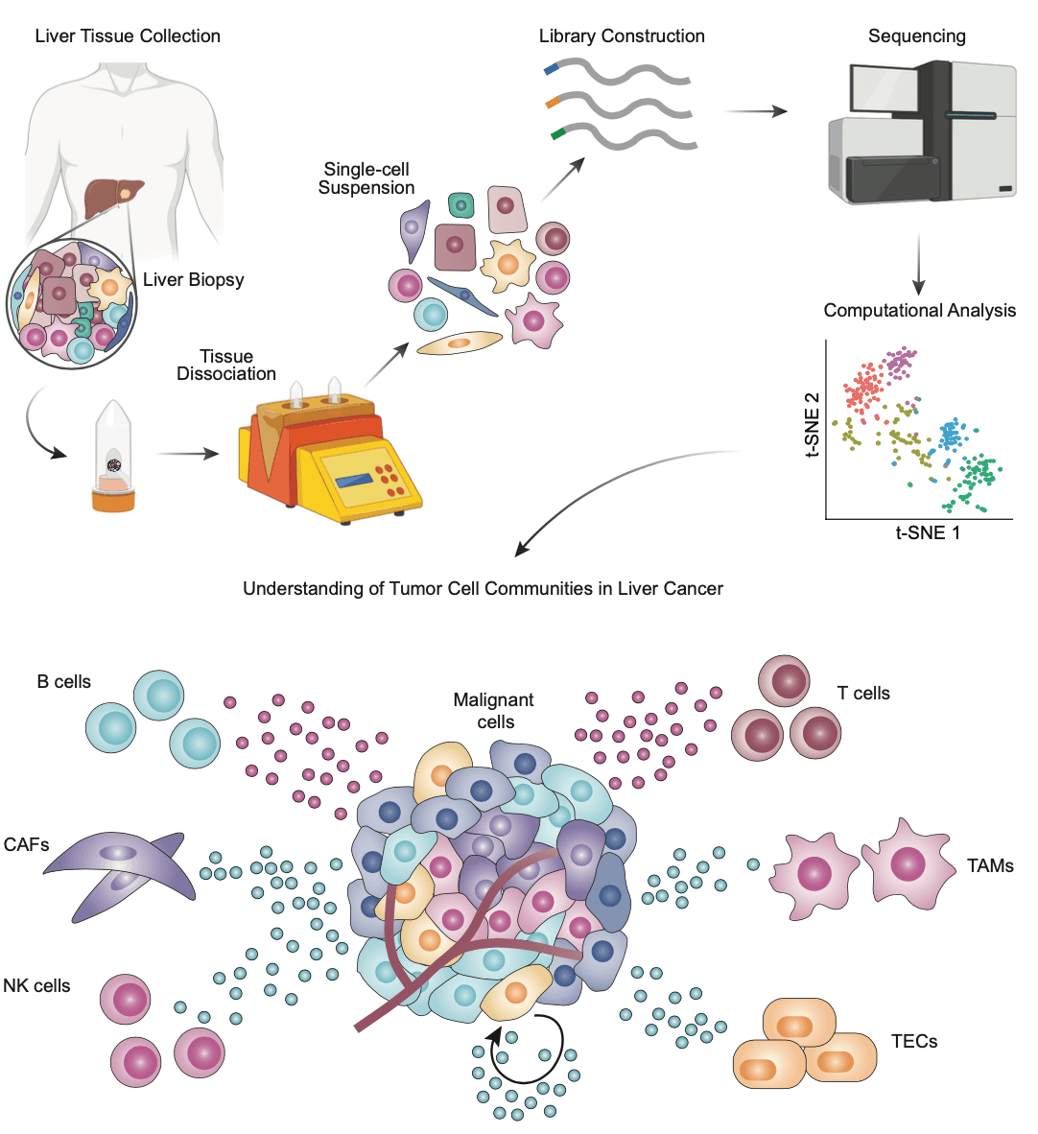 Liver Tissue Collection
Library Construction
Sequencing
Single-cell
Suspension
Liver Biopsy
Tissue
Dissociation
Computational Analysis
t-SNE 2
t-SNE 1
Understanding of Tumor Cell Communities in Liver Cancer
B cells
Malignant
cells
T cells
CAFs
TAMs
NK cells
TECs